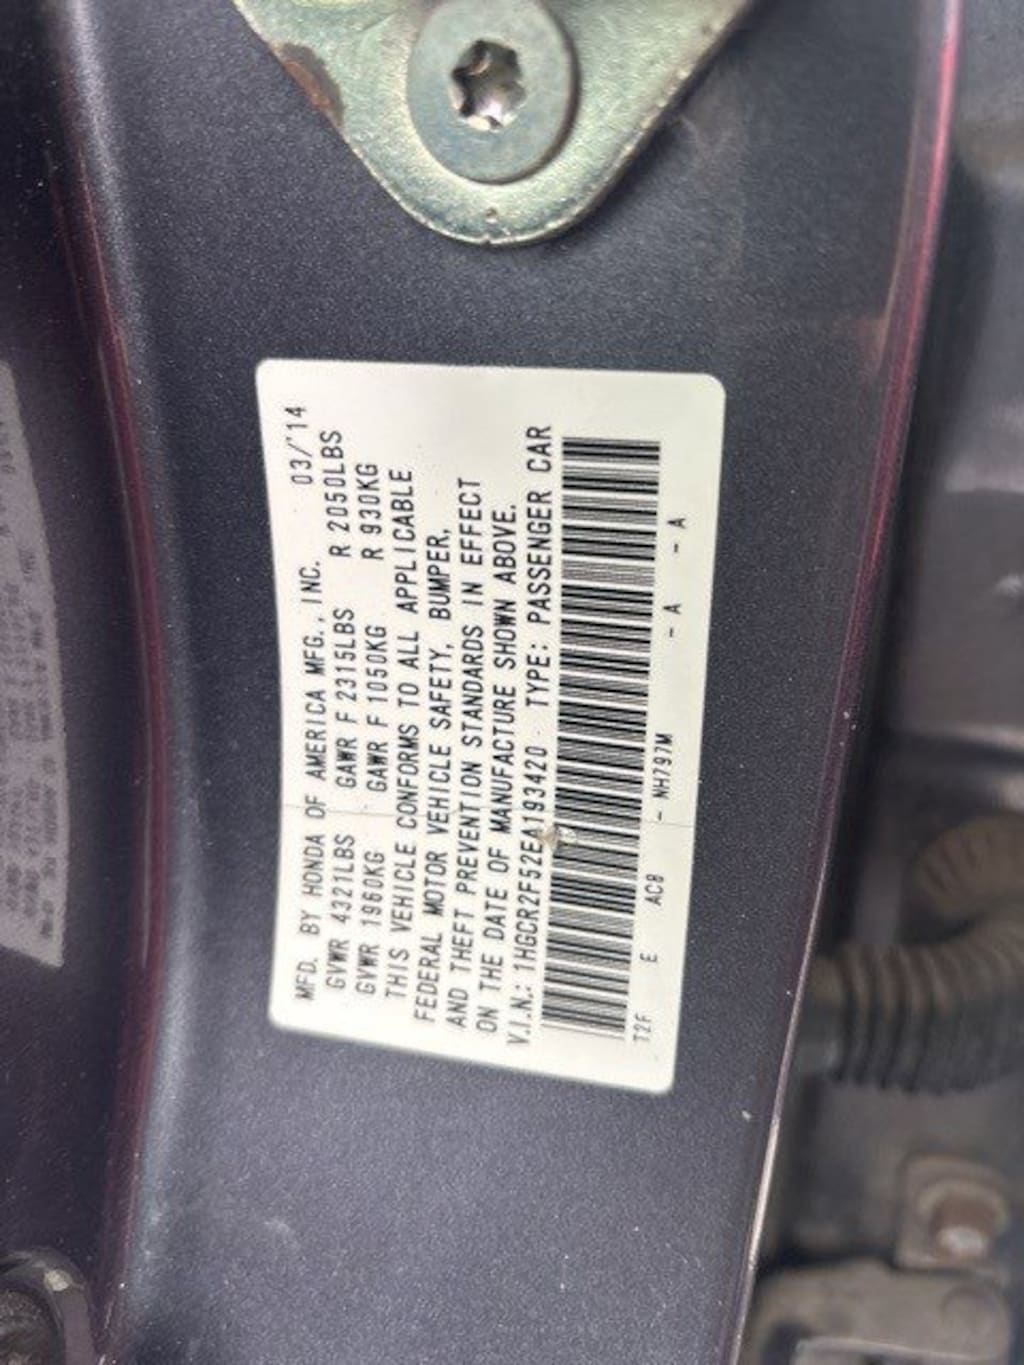 MFD. BY HONDA OF AMERICA MFG., INC. 03/'14
GVWR 4321LBS GAWR F 2315LBS R 2050LBS
GVWR 1960KG GAWR F 1050KG R 930KG
THIS VEHICLE CONFORMS TO ALL APPLICABLE
FEDERAL MOTOR VEHICLE SAFETY, BUMPER,
AND THEFT PREVENTION STANDARDS IN EFFECT
ON THE DATE OF MANUFACTURE SHOWN ABOVE.
V.I.N.: 1HGCR2F52EA193420 TYPE: PASSENGER CAR
T2F E AC8 - NH797M - A - A